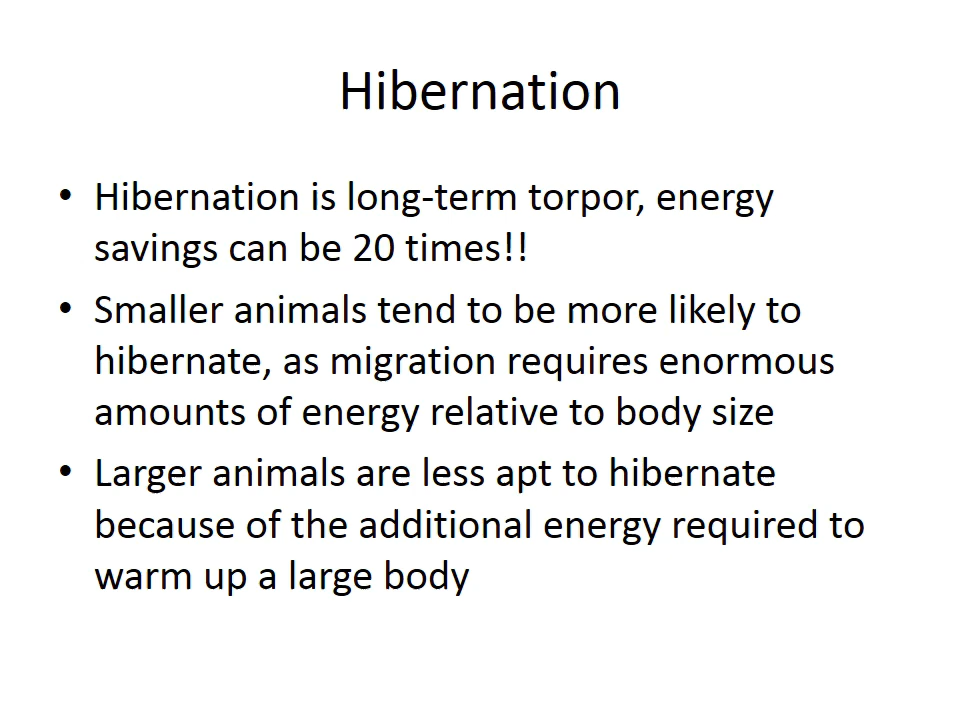 Hibernation
• Hibernation is long-term torpor, energy
savings can be 20 times!!
• Smaller animals tend to be more likely to
hibernate, as migration requires enormous
amounts of energy relative to body size
• Larger animals are less apt to hibernate
because of the additional energy required to
warm up a large body